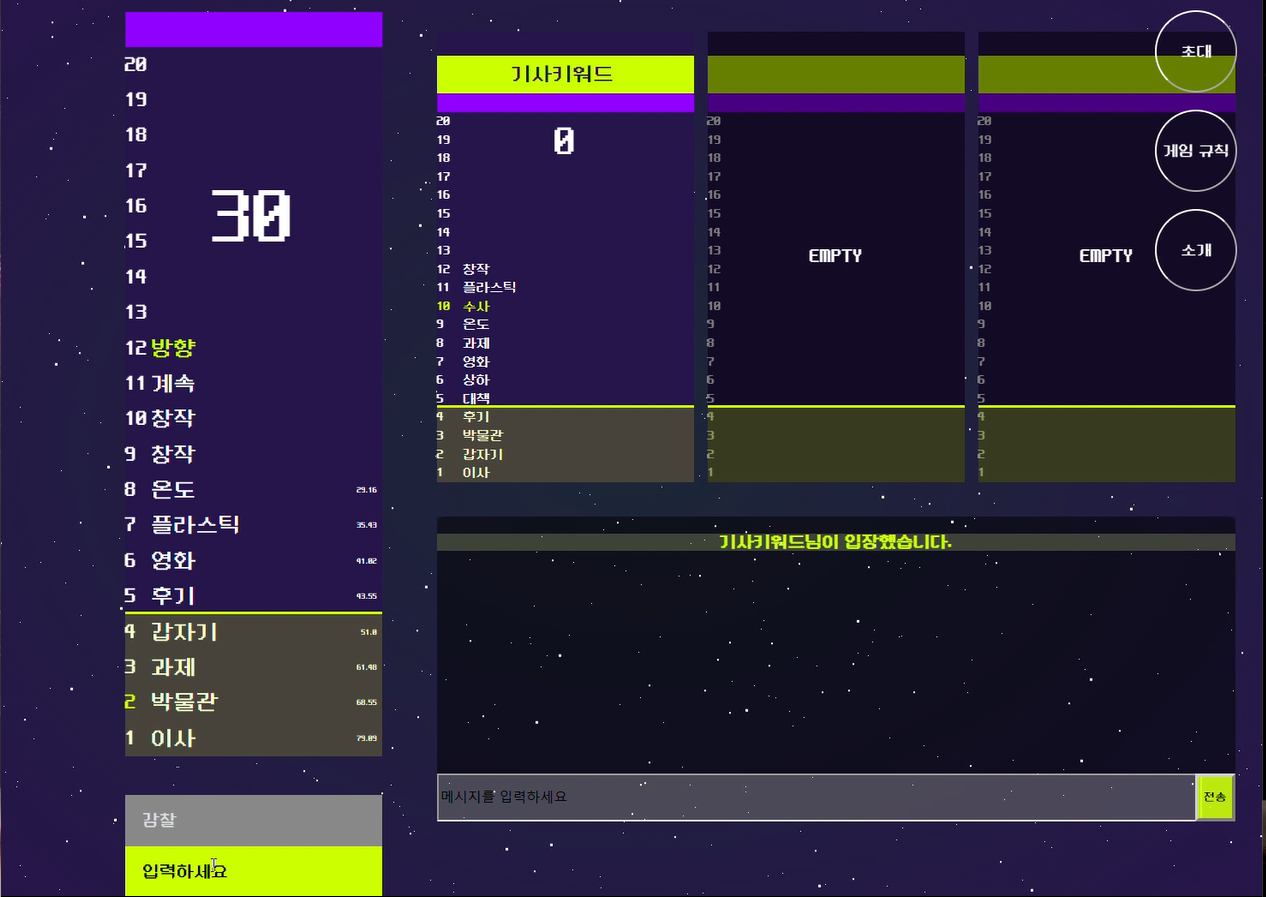 20
19
18
17
16
30
15
14
13
12 방향
11 계속
10 창작
9 창작
8 온도 29.16
7 플라스틱 35.43
6 영화 41.02
5 후기 43.55
4 갑자기 51.0
3 과제 61.40
2 박물관 60.55
1 이사 79.09
감찰
입력하세요
기사키워드
20
19
0
18
17
16
15
14
13
12 창작
11 플라스틱
10 수사
9 온도
8 과제
7 영화
6 상하
5 대책
4 후기
3 박물관
2 갑자기
1 이사
20
19
18
17
16
15
14
13
EMPTY
12
11
10
9
8
7
6
5
4
3
2
1
20
19
18
17
16
15
14
13
EMPTY
12
11
10
9
8
7
6
5
4
3
2
1
초대
게임 규칙
소개
기사키워드님이 입장했습니다.
메시지를 입력하세요
전송